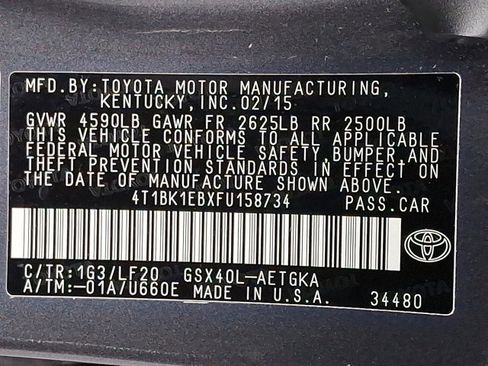 MFD.BY:TOYOTA MOTOR MANUFACTURING,
KENTUCKY,INC.02/15
GVWR 4590LB GAWR FR 2625LB RR 2500LB
THIS VEHICLE CONFORMS TO ALL APPLICABLE
FEDERAL MOTOR VEHICLE SAFETY,BUMPER,AND
THEFT PREVENTION STANDARDS IN EFFECT ON
THE DATE OF MANUFACTURE SHOWN ABOVE.
4T1BK1EBXFU158734 PASS.CAR
C/TR:1G3/LF20 GSX40L-AETGKA
A/TM:-01A/U660E MADE IN U.S.A. 34480